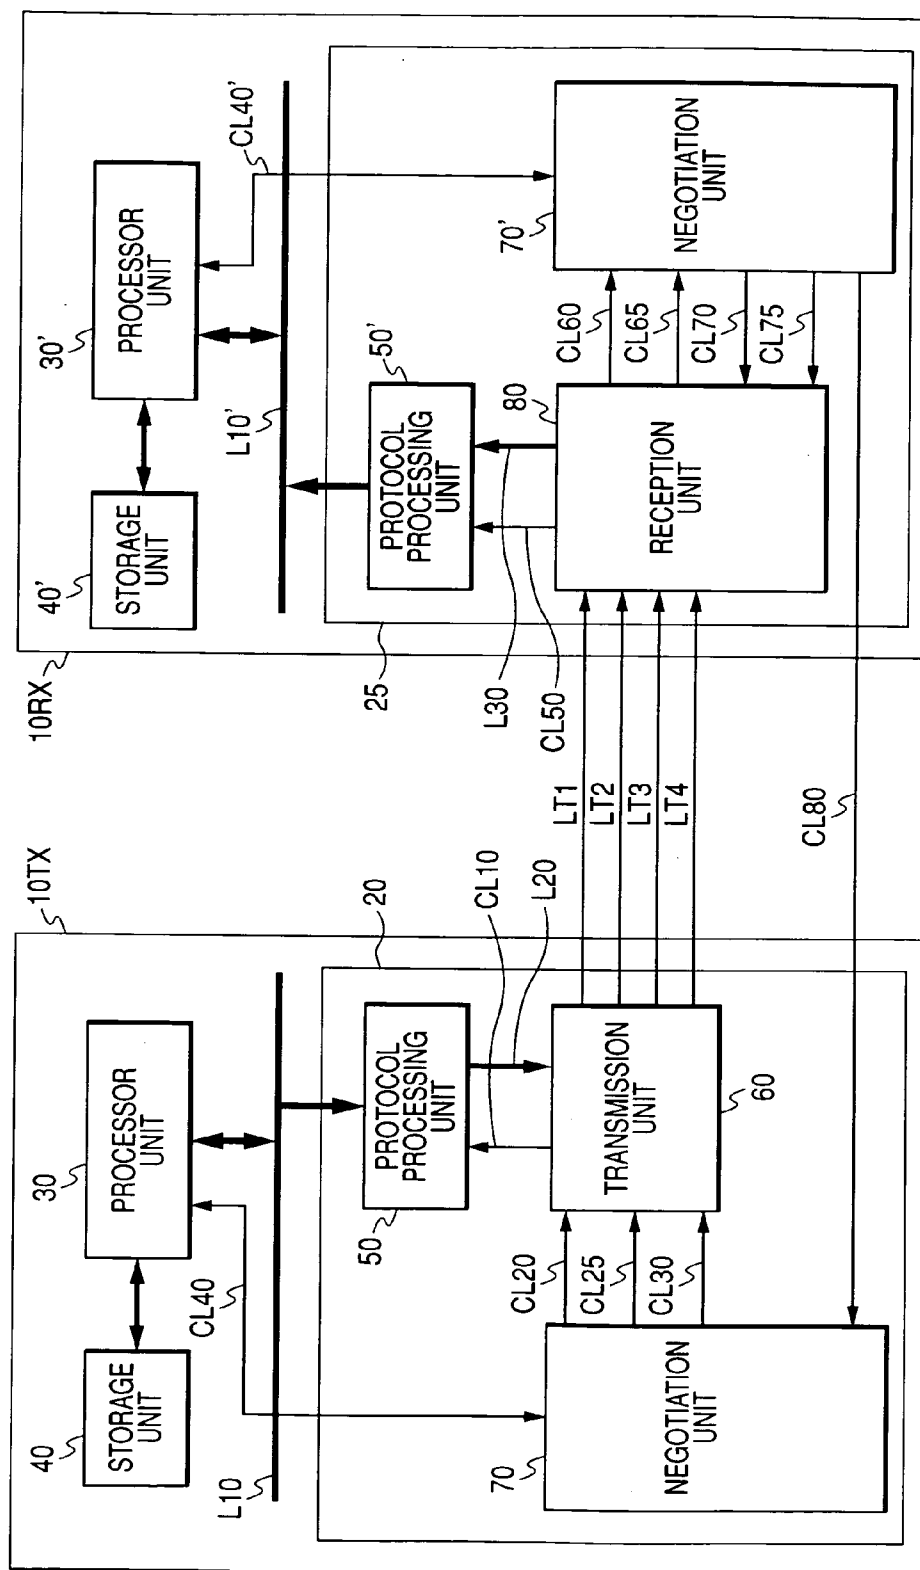 10TX
40
STORAGE
UNIT
30
PROCESSOR
UNIT
CL40
L10
20
50
PROTOCOL
PROCESSING
UNIT
CL10
L20
70
NEGOTIATION
UNIT
CL20
CL25
CL30
TRANSMISSION
UNIT
60
LT1
LT2
LT3
LT4
CL80
10RX
40'
STORAGE
UNIT
30'
PROCESSOR
UNIT
CL40'
L10'
25
50'
PROTOCOL
PROCESSING
UNIT
L30
CL50
80
RECEPTION
UNIT
CL60
CL65
CL70
CL75
70'
NEGOTIATION
UNIT